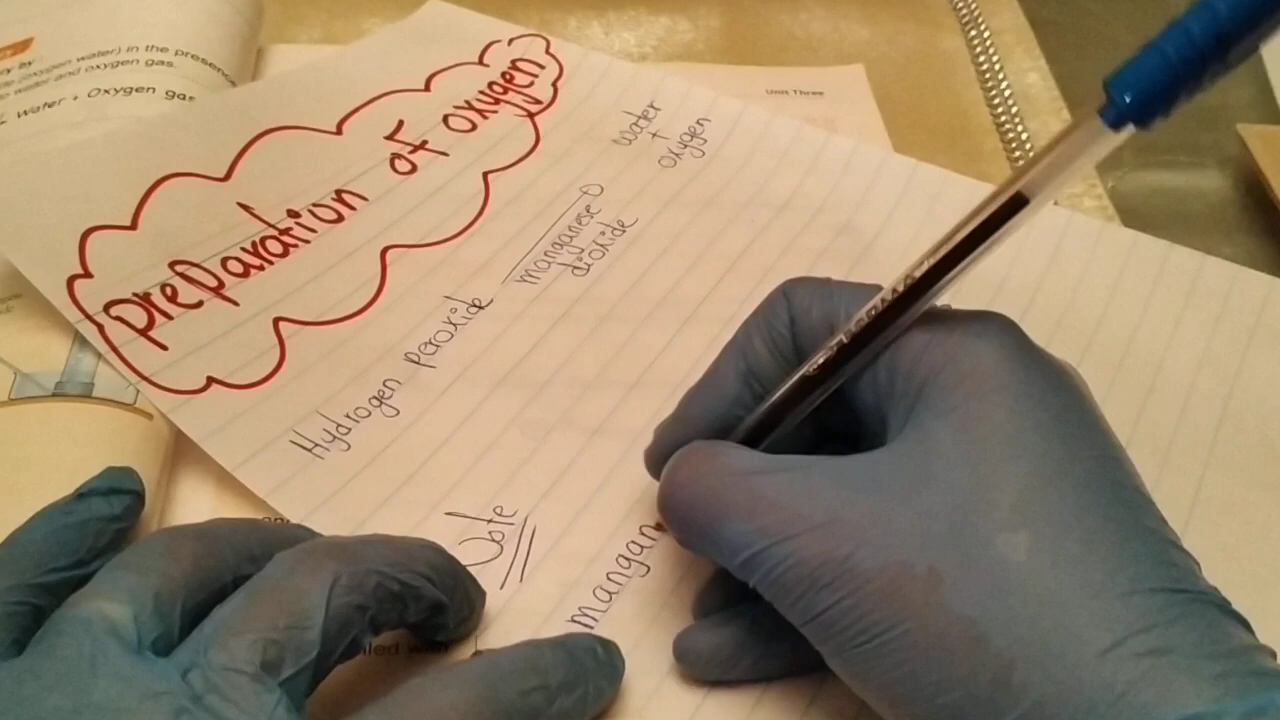 (oxygen water) in the presence
water and oxygen gas.
Water + Oxygen gas
Unit Three
Preparation of oxygen
Hydrogen peroxide manganese dioxide water + oxygen
Note
mangan